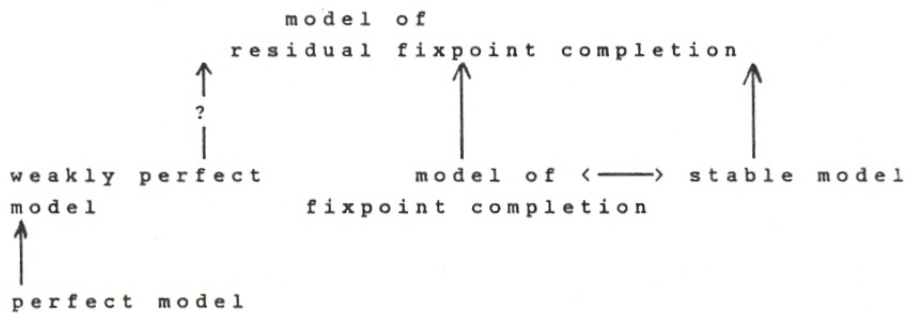 model of
residual fixpoint completion
?
weakly perfect model of <——> stable model
model fixpoint completion
perfect model